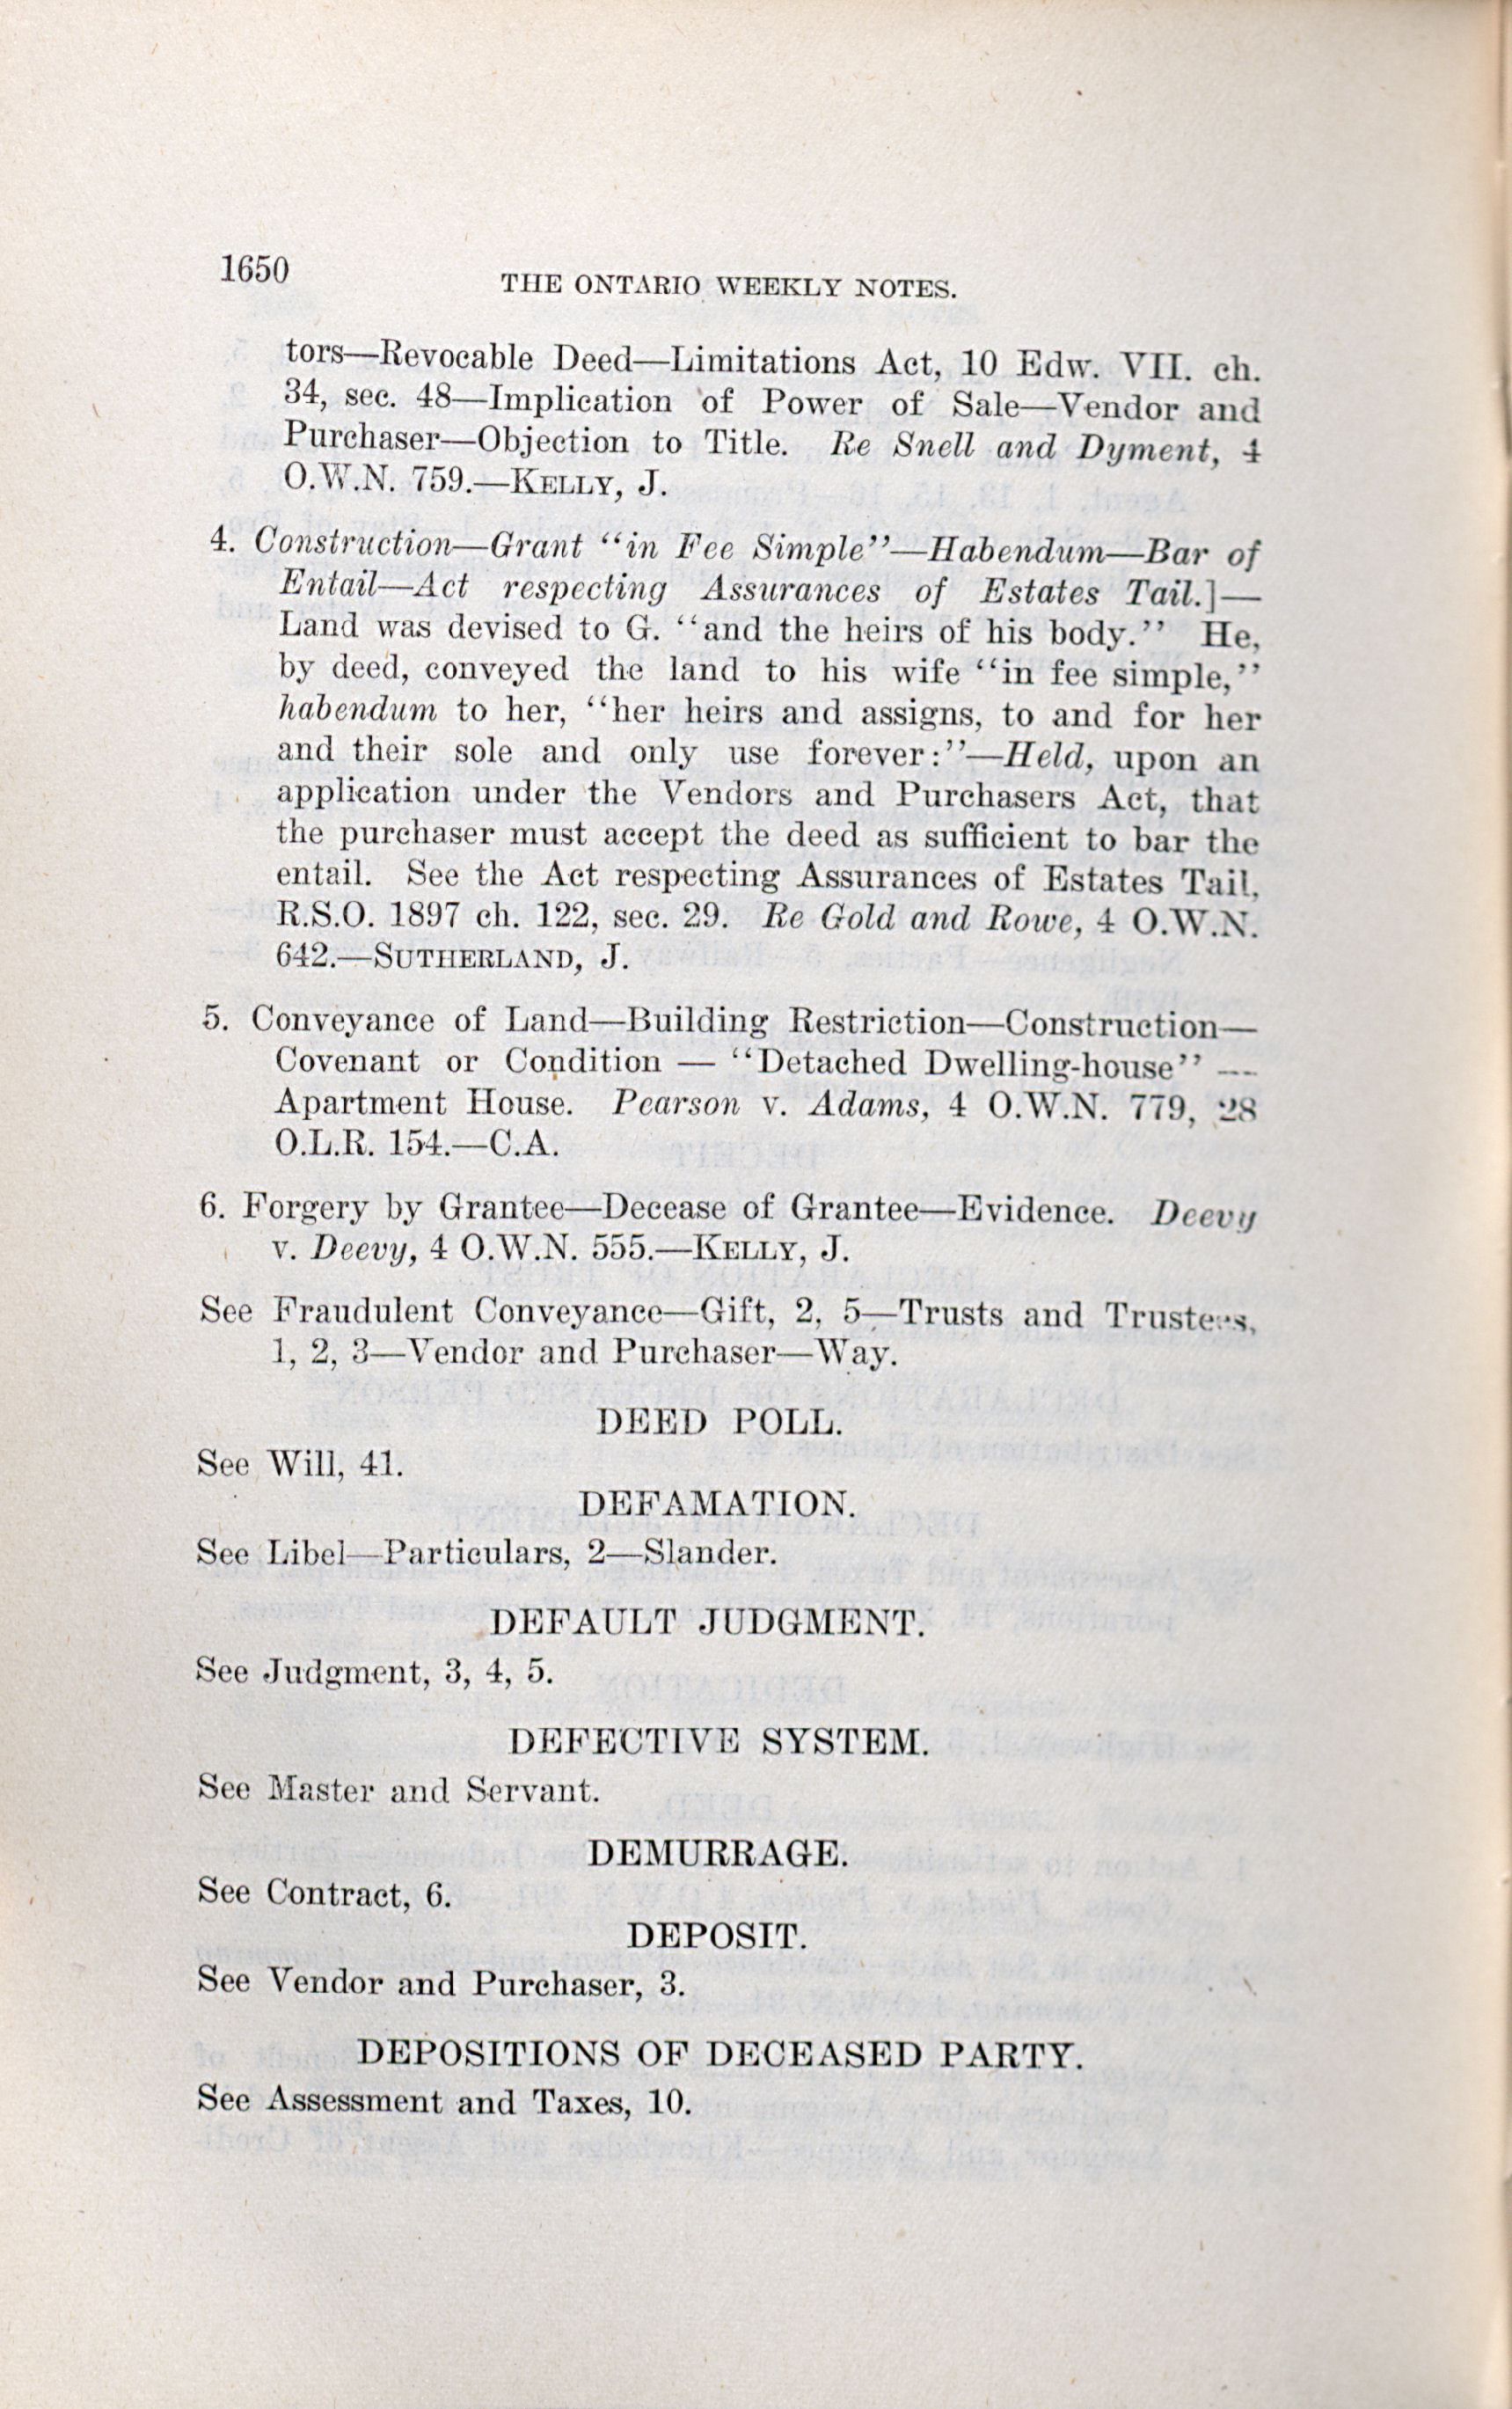 1650
THE ONTARIO WEEKLY NOTES.
tors—Revocable Deed—Limitations Act, 10 Edw. VII. ch.
34, sec. 48—Implication of Power of Sale—Vendor and
Purchaser—Objection to Title. Re Snell and Dyment, 4
O.W.N. 759.—KELLY, J.
4. Construction—Grant “in Fee Simple”—Habendum—Bar of
Entail—Act respecting Assurances of Estates Tail.]—
Land was devised to G. “and the heirs of his body.” He,
by deed, conveyed the land to his wife “in fee simple,”
habendum to her, “her heirs and assigns, to and for her
and their sole and only use forever:”—Held, upon an
application under the Vendors and Purchasers Act, that
the purchaser must accept the deed as sufficient to bar the
entail. See the Act respecting Assurances of Estates Tail,
R.S.O. 1897 ch. 122, sec. 29. Re Gold and Rowe, 4 O.W.N.
642.—SUTHERLAND, J.
5. Conveyance of Land—Building Restriction—Construction—
Covenant or Condition — “Detached Dwelling-house” —
Apartment House. Pearson v. Adams, 4 O.W.N. 779, 28
O.L.R. 154.—C.A.
6. Forgery by Grantee—Decease of Grantee—Evidence. Deevy
v. Deevy, 4 O.W.N. 555.—KELLY, J.
See Fraudulent Conveyance—Gift, 2, 5—Trusts and Trustees,
1, 2, 3—Vendor and Purchaser—Way.
DEED POLL.
See Will, 41.
DEFAMATION.
See Libel—Particulars, 2—Slander.
DEFAULT JUDGMENT.
See Judgment, 3, 4, 5.
DEFECTIVE SYSTEM.
See Master and Servant.
DEMURRAGE.
See Contract, 6.
DEPOSIT.
See Vendor and Purchaser, 3.
DEPOSITIONS OF DECEASED PARTY.
See Assessment and Taxes, 10.